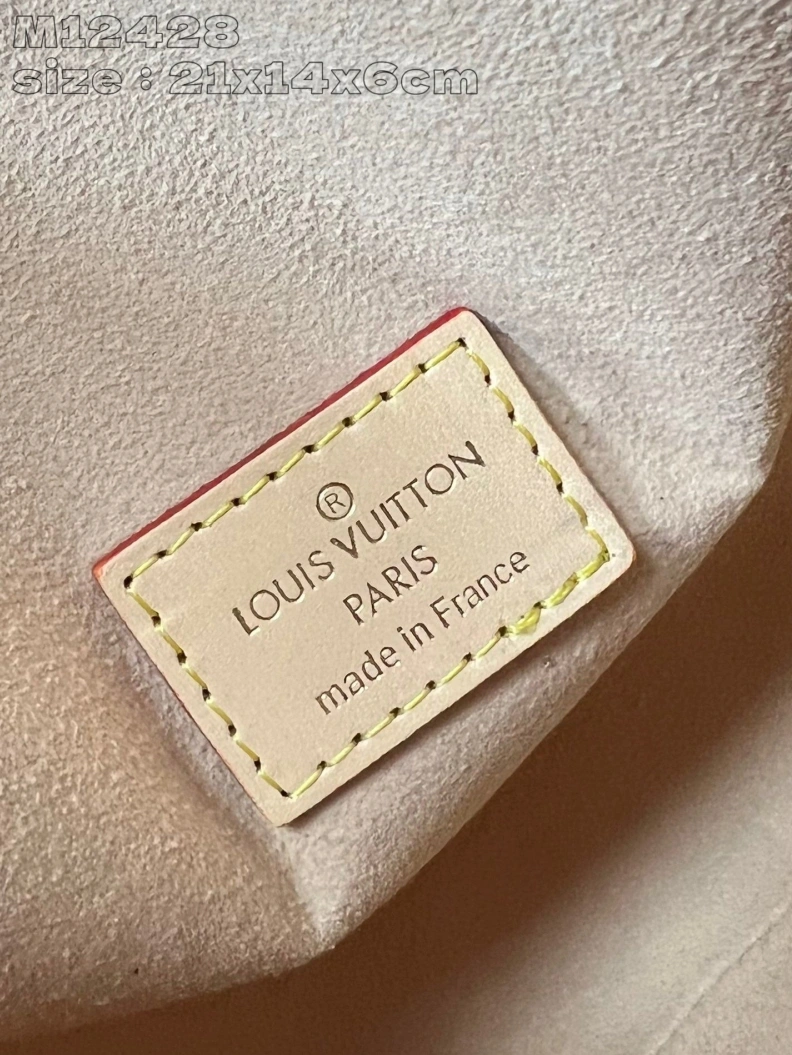 M12428
size : 21x14x6cm
®
LOUIS VUITTON
PARIS
made in France